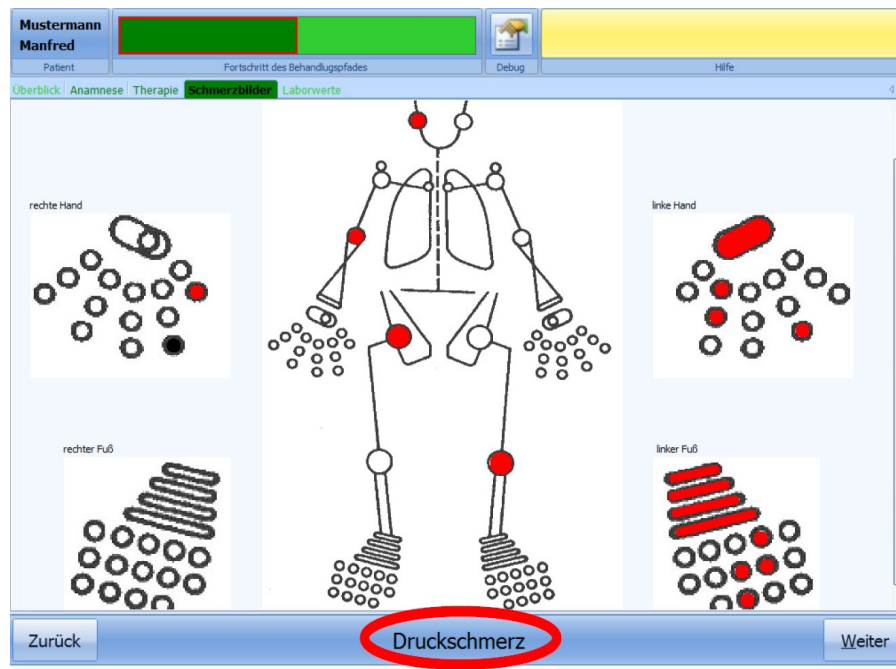 Mustermann
Manfred
Patient
Fortschritt des Behandlugspfades
Debug
Hilfe
Überblick Anamnese Therapie Schmerzbilder Laborwerte
rechte Hand
linke Hand
rechter Fuß
linker Fuß
Zurück
Druckschmerz
Weiter